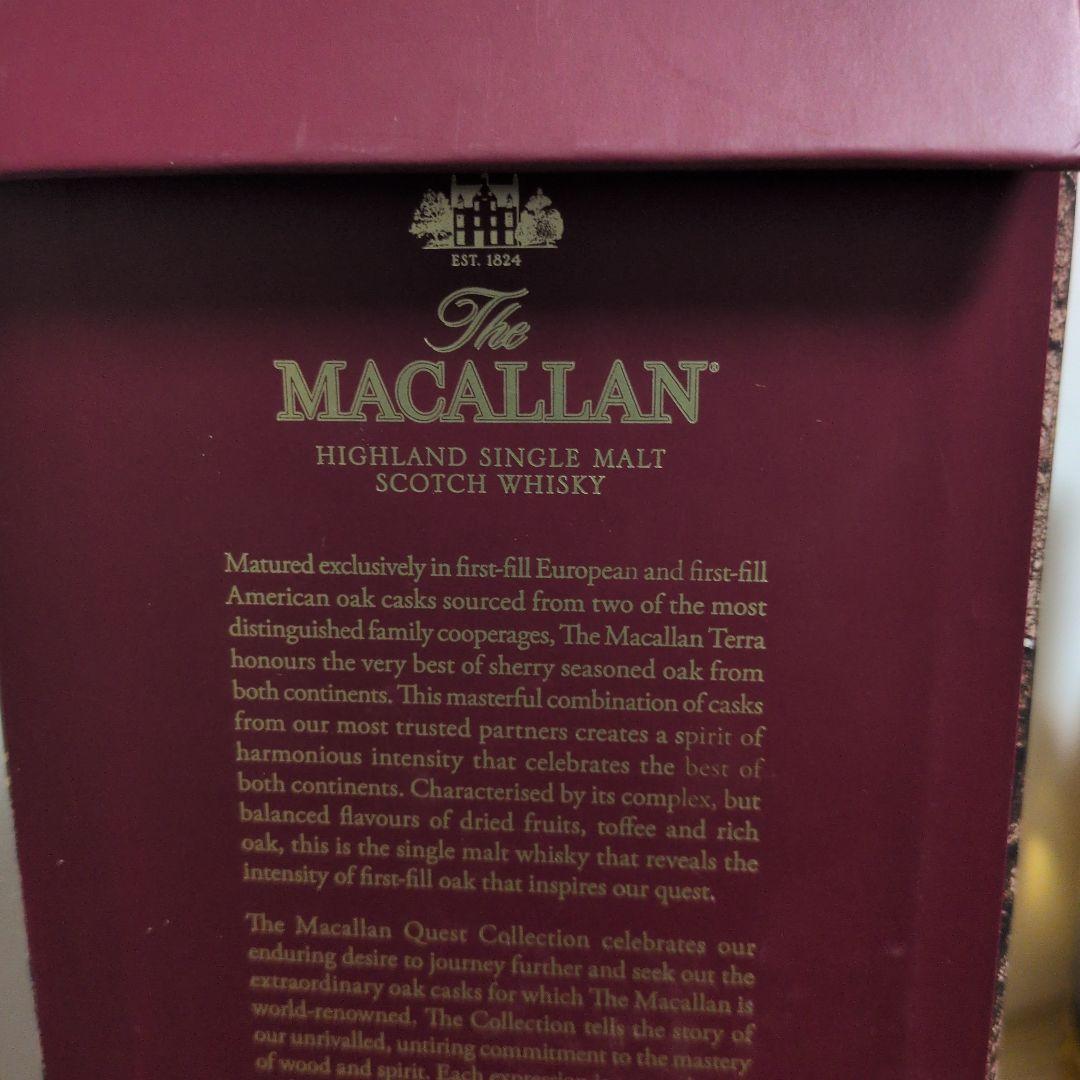 EST. 1824
The
MACALLAN®
HIGHLAND SINGLE MALT
SCOTCH WHISKY
Matured exclusively in first-fill European and first-fill
American oak casks sourced from two of the most
distinguished family cooperages, The Macallan Terra
honours the very best of sherry seasoned oak from
both continents. This masterful combination of casks
from our most trusted partners creates a spirit of
harmonious intensity that celebrates the best of
both continents. Characterised by its complex, but
balanced flavours of dried fruits, toffee and rich
oak, this is the single malt whisky that reveals the
intensity of first-fill oak that inspires our quest.
The Macallan Quest Collection celebrates our
enduring desire to journey further and seek out the
extraordinary oak casks for which The Macallan is
world-renowned. The Collection tells the story of
our unrivalled, untiring commitment to the mastery
of wood and spirit. Each